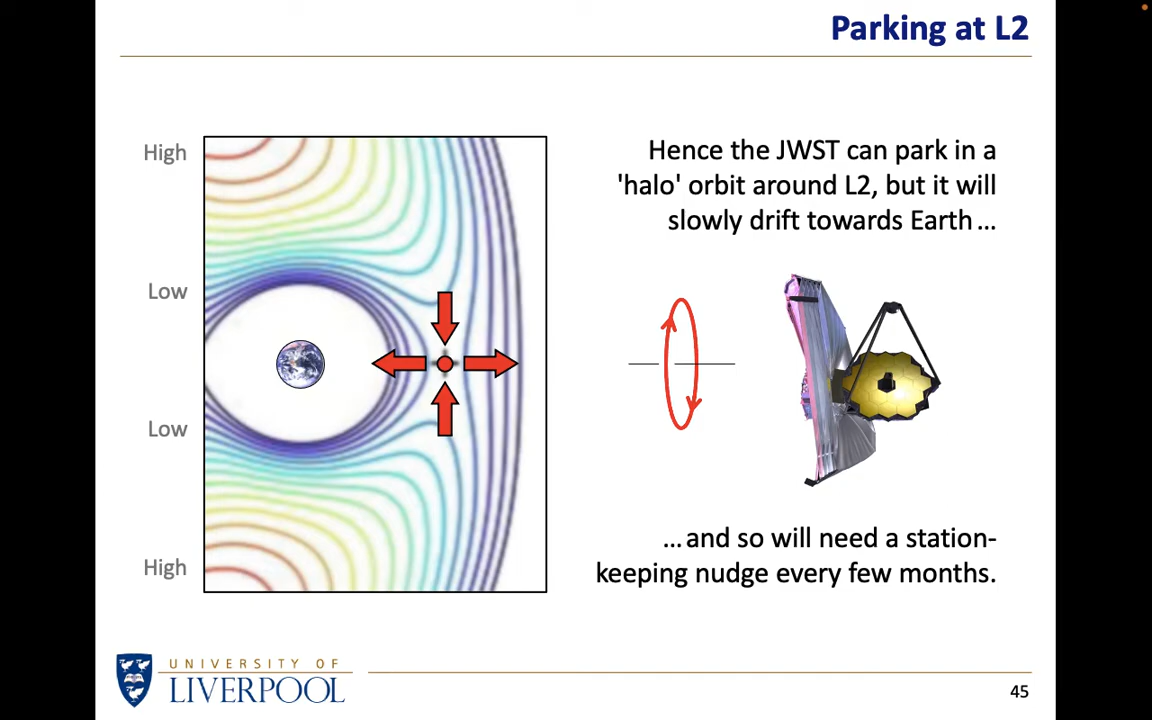 Parking at L2
High
Low
Low
High
Hence the JWST can park in a
'halo' orbit around L2, but it will
slowly drift towards Earth ...
... and so will need a station-
keeping nudge every few months.
UNIVERSITY OF
LIVERPOOL
45